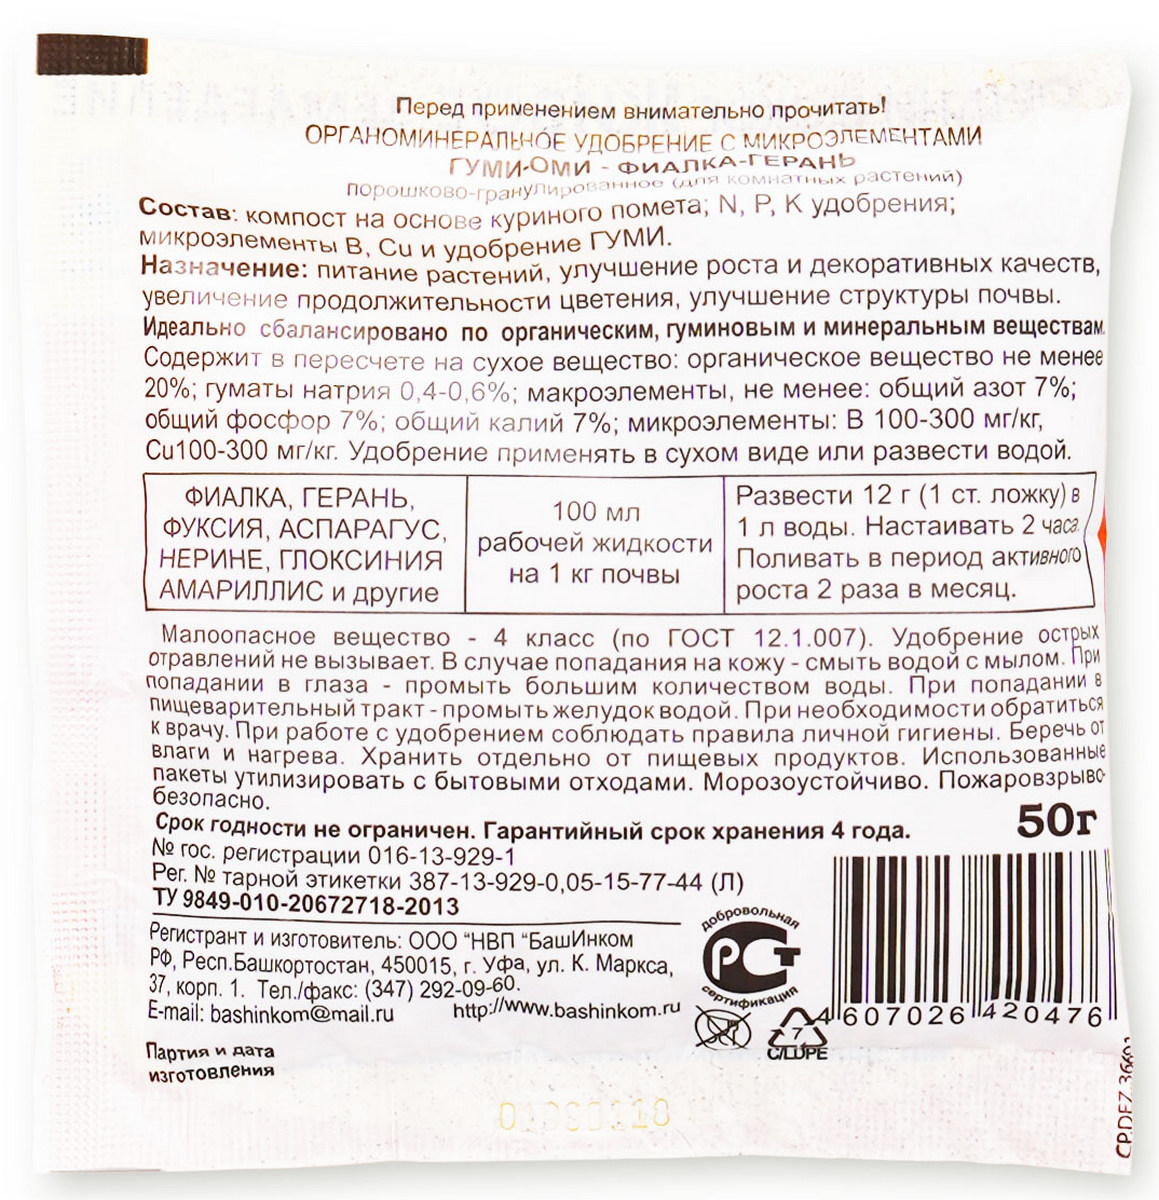 Перед применением внимательно прочитать!
ОРГАНОМИНЕРАЛЬНОЕ УДОБРЕНИЕ С МИКРОЭЛЕМЕНТАМИ
ГУМИ-ОМИ - ФИАЛКА-ГЕРАНЬ
порошково-гранулированное (для комнатных растений)
Состав: компост на основе куриного помета; N, P, K удобрения;
микроэлементы B, Cu и удобрение ГУМИ.
Назначение: питание растений, улучшение роста и декоративных качеств,
увеличение продолжительности цветения, улучшение структуры почвы.
Идеально сбалансировано по органическим, гуминовым и минеральным веществам.
Содержит в пересчете на сухое вещество: органическое вещество не менее
20%; гуматы натрия 0,4-0,6%; макроэлементы, не менее: общий азот 7%;
общий фосфор 7%; общий калий 7%; микроэлементы: B 100-300 мг/кг,
Cu100-300 мг/кг. Удобрение применять в сухом виде или развести водой.
ФИАЛКА, ГЕРАНЬ,
ФУКСИЯ, АСПАРАГУС,
НЕРИНЕ, ГЛОКСИНИЯ
АМАРИЛЛИС и другие
100 мл
рабочей жидкости
на 1 кг почвы
Развести 12 г (1 ст. ложку) в
1 л воды. Настаивать 2 часа.
Поливать в период активного
роста 2 раза в месяц.
Малоопасное вещество - 4 класс (по ГОСТ 12.1.007). Удобрение острых
отравлений не вызывает. В случае попадания на кожу - смыть водой с мылом. При
попадании в глаза - промыть большим количеством воды. При попадании в
пищеварительный тракт - промыть желудок водой. При необходимости обратиться
к врачу. При работе с удобрением соблюдать правила личной гигиены. Беречь от
влаги и нагрева. Хранить отдельно от пищевых продуктов. Использованные
пакеты утилизировать с бытовыми отходами. Морозоустойчиво. Пожаровзрыво-
безопасно.
50г
Срок годности не ограничен. Гарантийный срок хранения 4 года.
№ гос. регистрации 016-13-929-1
Рег. № тарной этикетки 387-13-929-0,05-15-77-44 (Л)
ТУ 9849-010-20672718-2013
Регистрант и изготовитель: ООО "НВП "БашИнком
РФ, Респ.Башкортостан, 450015, г. Уфа, ул. К. Маркса,
37, корп. 1. Тел./факс: (347) 292-09-60.
E-mail: bashinkom@mail.ru http://www.bashinkom.ru
добровольная
РСТ
сертификация
7
C/LDPE
4 607026 420476
Партия и дата
изготовления